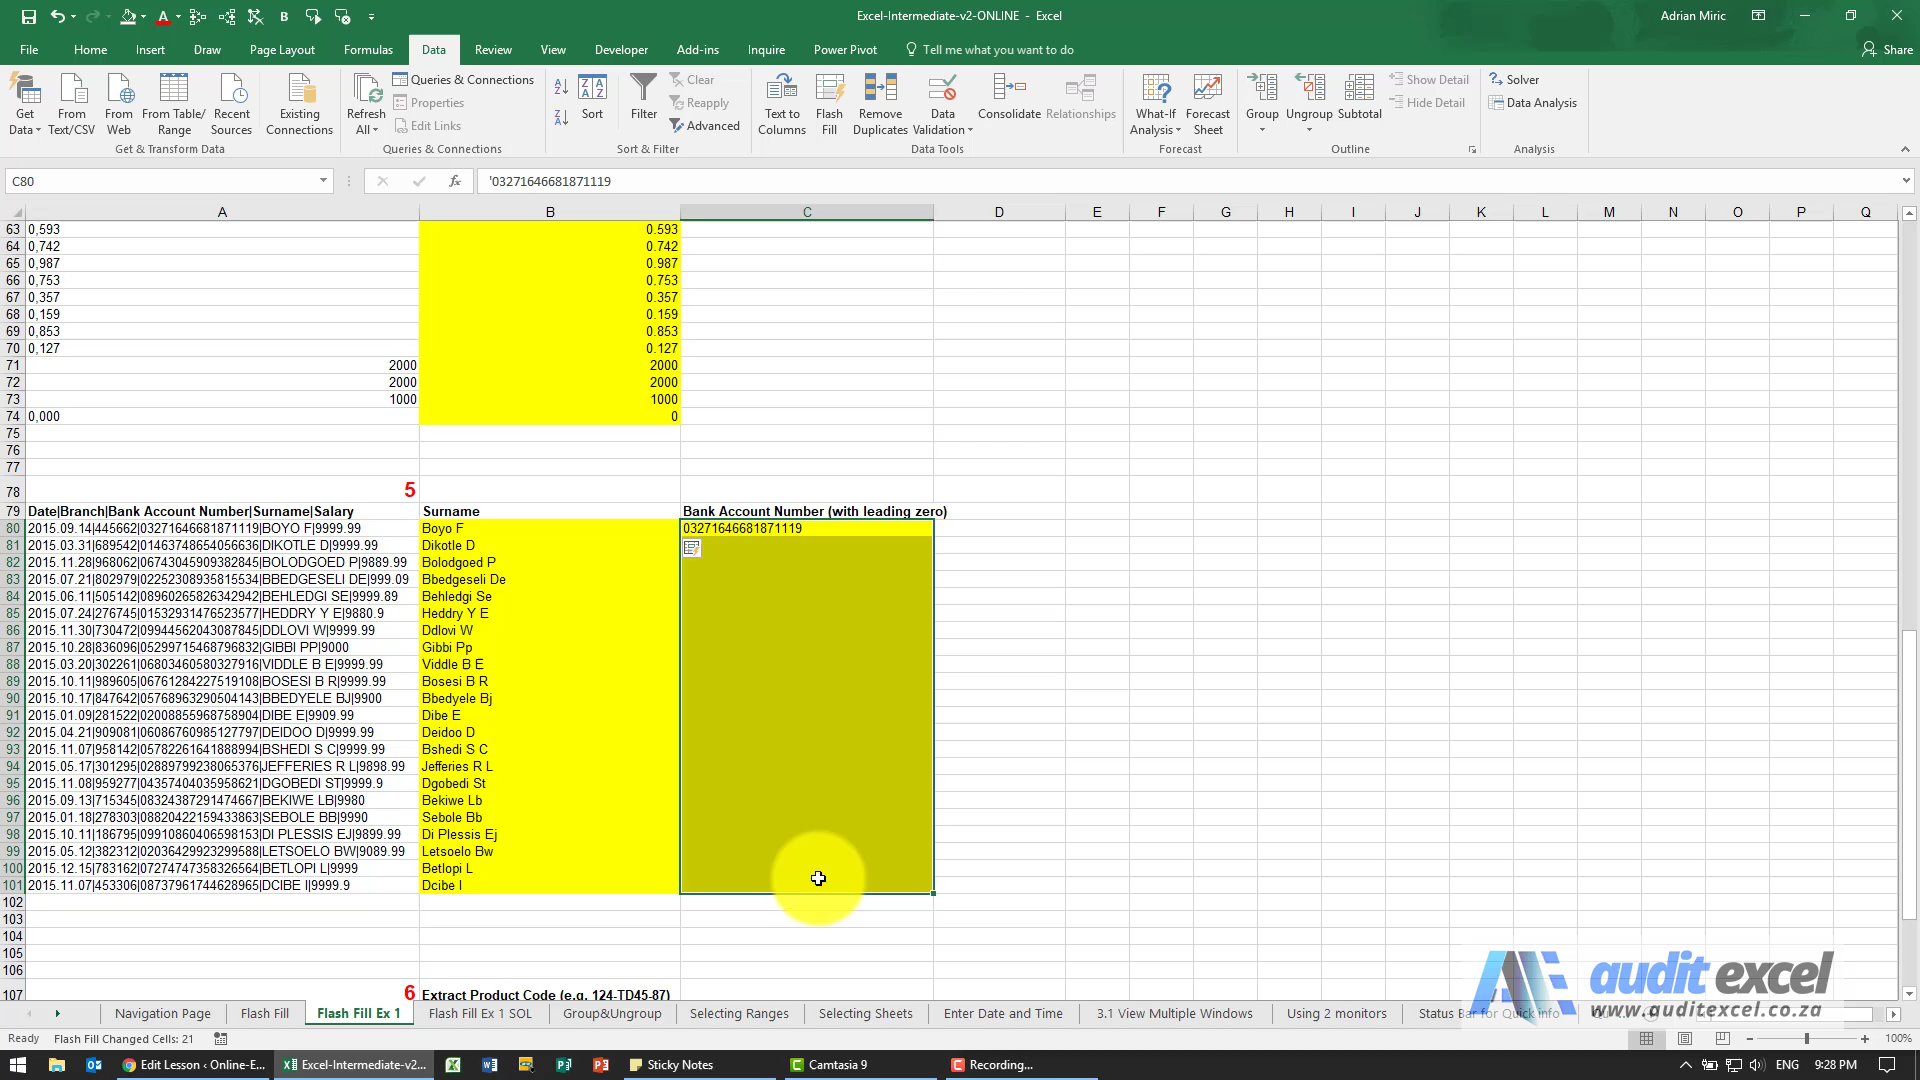 Excel-Intermediate-v2-ONLINE - Excel
Adrian Miric
File Home Insert Draw Page Layout Formulas Data Review View Developer Add-ins Inquire Power Pivot Tell me what you want to do Share
Get Data
From Text/CSV
From Web
From Table/ Range
Recent Sources
Existing Connections
Refresh All
Queries & Connections
Properties
Edit Links
Sort
Filter
Clear
Reapply
Advanced
Text to Columns
Flash Fill
Remove Duplicates
Data Validation
Consolidate
Relationships
What-If Analysis
Forecast Sheet
Group
Ungroup
Subtotal
Show Detail
Hide Detail
Solver
Data Analysis
Get & Transform Data Queries & Connections Sort & Filter Data Tools Forecast Outline Analysis
C80 fx '03271646681871119
A B C D E F G H I J K L M N O P Q
63 0,593 0.593
64 0,742 0.742
65 0,987 0.987
66 0,753 0.753
67 0,357 0.357
68 0,159 0.159
69 0,853 0.853
70 0,127 0.127
71 2000 2000
72 2000 2000
73 1000 1000
74 0,000 0
75
76
77
78 5
79 Date|Branch|Bank Account Number|Surname|Salary Surname Bank Account Number (with leading zero)
80 2015.09.14|445662|03271646681871119|BOYO F|9999.99 Boyo F 03271646681871119
81 2015.03.31|689542|01463748654056636|DIKOTLE D|9999.99 Dikotle D
82 2015.11.28|968062|06743045909382845|BOLODGOED P|9889.99 Bolodgoed P
83 2015.07.21|802979|02252308935815534|BBEDGESELI DE|999.09 Bbedgeseli De
84 2015.06.11|505142|08960265826342942|BEHLEDGI SE|9999.89 Behledgi Se
85 2015.07.24|276745|01532931476523577|HEDDRY Y E|9880.9 Heddry Y E
86 2015.11.30|730472|09944562043087845|DDLOVI W|9999.99 Ddlovi W
87 2015.10.28|836096|05299715468796832|GIBBI PP|9000 Gibbi Pp
88 2015.03.20|302261|06803460580327916|VIDDLE B E|9999.99 Viddle B E
89 2015.10.11|989605|06761284227519108|BOSESI B R|9999.99 Bosesi B R
90 2015.10.17|847642|05768963290504143|BBEDYELE BJ|9900 Bbedyele Bj
91 2015.01.09|281522|02008855968758904|DIBE E|9909.99 Dibe E
92 2015.04.21|909081|06086760985127797|DEIDOO D|9999.99 Deidoo D
93 2015.11.07|958142|05782261641888994|BSHEDI S C|9999.99 Bshedi S C
94 2015.05.17|301295|02889799238065376|JEFFERIES R L|9898.99 Jefferies R L
95 2015.11.08|959277|04357404035958621|DGOBEDI ST|9999.9 Dgobedi St
96 2015.09.13|715345|08324387291474667|BEKIWE LB|9980 Bekiwe Lb
97 2015.01.18|278303|08820422159433863|SEBOLE BB|9990 Sebole Bb
98 2015.10.11|186795|09910860406598153|DI PLESSIS EJ|9899.99 Di Plessis Ej
99 2015.05.12|382312|02036429923299588|LETSOELO BW|9089.99 Letsoelo Bw
100 2015.12.15|783162|07274747358326564|BETLOPI L|9999 Betlopi L
101 2015.11.07|453306|08737961744628965|DCIBE I|9999.9 Dcibe I
102
103
104
105
106
107 6 Extract Product Code (e.g. 124-TD45-87)
audit excel
www.auditexcel.co.za
Navigation Page Flash Fill Flash Fill Ex 1 Flash Fill Ex 1 SOL Group&Ungroup Selecting Ranges Selecting Sheets Enter Date and Time 3.1 View Multiple Windows Using 2 monitors Status Bar for Quick info
Ready Flash Fill Changed Cells: 21 100%
Edit Lesson ‹ Online-E... Excel-Intermediate-v2... Sticky Notes Camtasia 9 Recording... ENG 9:28 PM